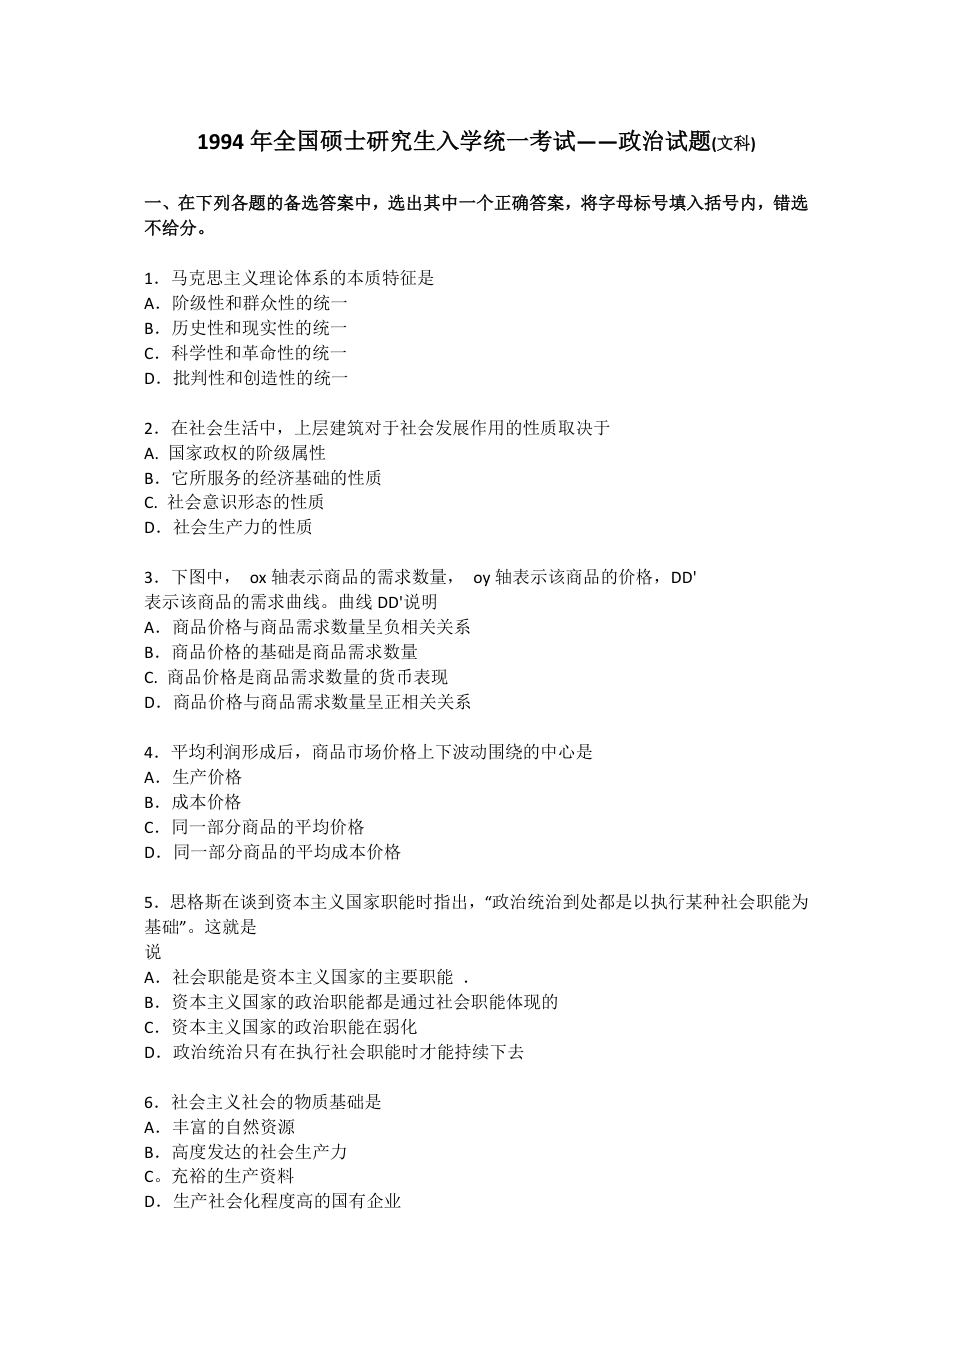 1994 年全国硕士研究生入学统一考试——政治试题(文科)
一、在下列各题的备选答案中，选出其中一个正确答案，将字母标号填入括号内，错选
不给分。
1．马克思主义理论体系的本质特征是
A．阶级性和群众性的统一
B．历史性和现实性的统一
C．科学性和革命性的统一
D．批判性和创造性的统一
2．在社会生活中，上层建筑对于社会发展作用的性质取决于
A. 国家政权的阶级属性
B．它所服务的经济基础的性质
C. 社会意识形态的性质
D．社会生产力的性质
3．下图中， ox 轴表示商品的需求数量， oy 轴表示该商品的价格，DD'
表示该商品的需求曲线。曲线 DD'说明
A．商品价格与商品需求数量呈负相关关系
B．商品价格的基础是商品需求数量
C. 商品价格是商品需求数量的货币表现
D．商品价格与商品需求数量呈正相关关系
4．平均利润形成后，商品市场价格上下波动围绕的中心是
A．生产价格
B．成本价格
C．同一部分商品的平均价格
D．同一部分商品的平均成本价格
5．思格斯在谈到资本主义国家职能时指出，“政治统治到处都是以执行某种社会职能为
基础”。这就是
说
A．社会职能是资本主义国家的主要职能 .
B．资本主义国家的政治职能都是通过社会职能体现的
C．资本主义国家的政治职能在弱化
D．政治统治只有在执行社会职能时才能持续下去
6．社会主义社会的物质基础是
A．丰富的自然资源
B．高度发达的社会生产力
C。充裕的生产资料
D．生产社会化程度高的国有企业